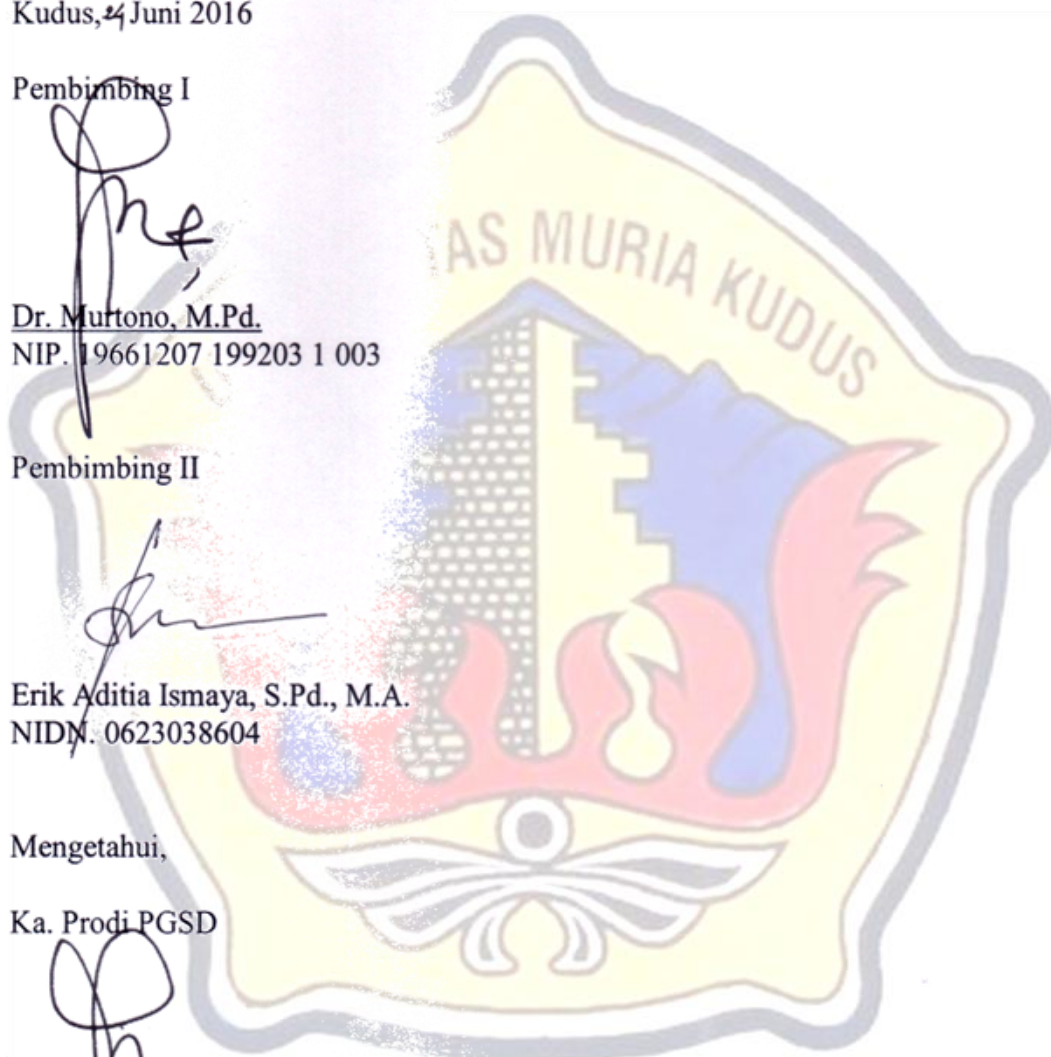 Kudus, 24 Juni 2016
Pembimbing I
Dr. Murtono, M.Pd.
NIP. 19661207 199203 1 003
Pembimbing II
Erik Aditia Ismaya, S.Pd., M.A.
NIDN. 0623038604
Mengetahui,
Ka. Prodi PGSD
AS MURIA KUDUS